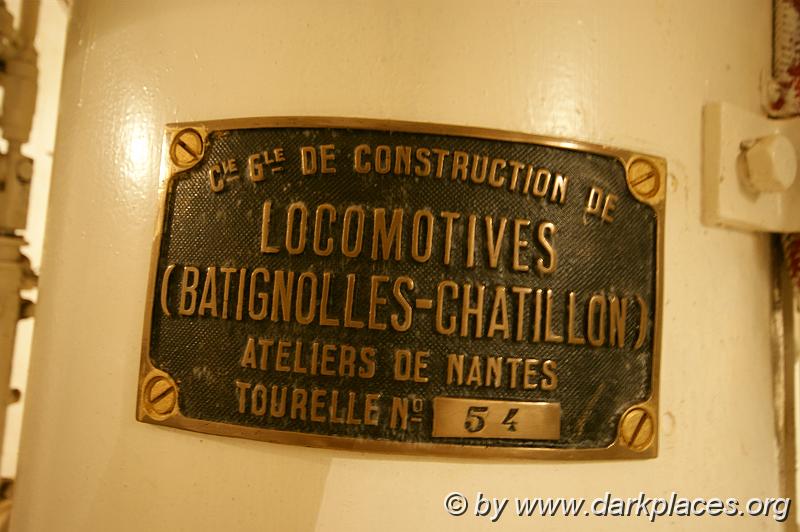 CIE GLE DE CONSTRUCTION DE
LOCOMOTIVES
(BATIGNOLLES-CHATILLON)
ATELIERS DE NANTES
TOURELLE No 54
© by www.darkplaces.org